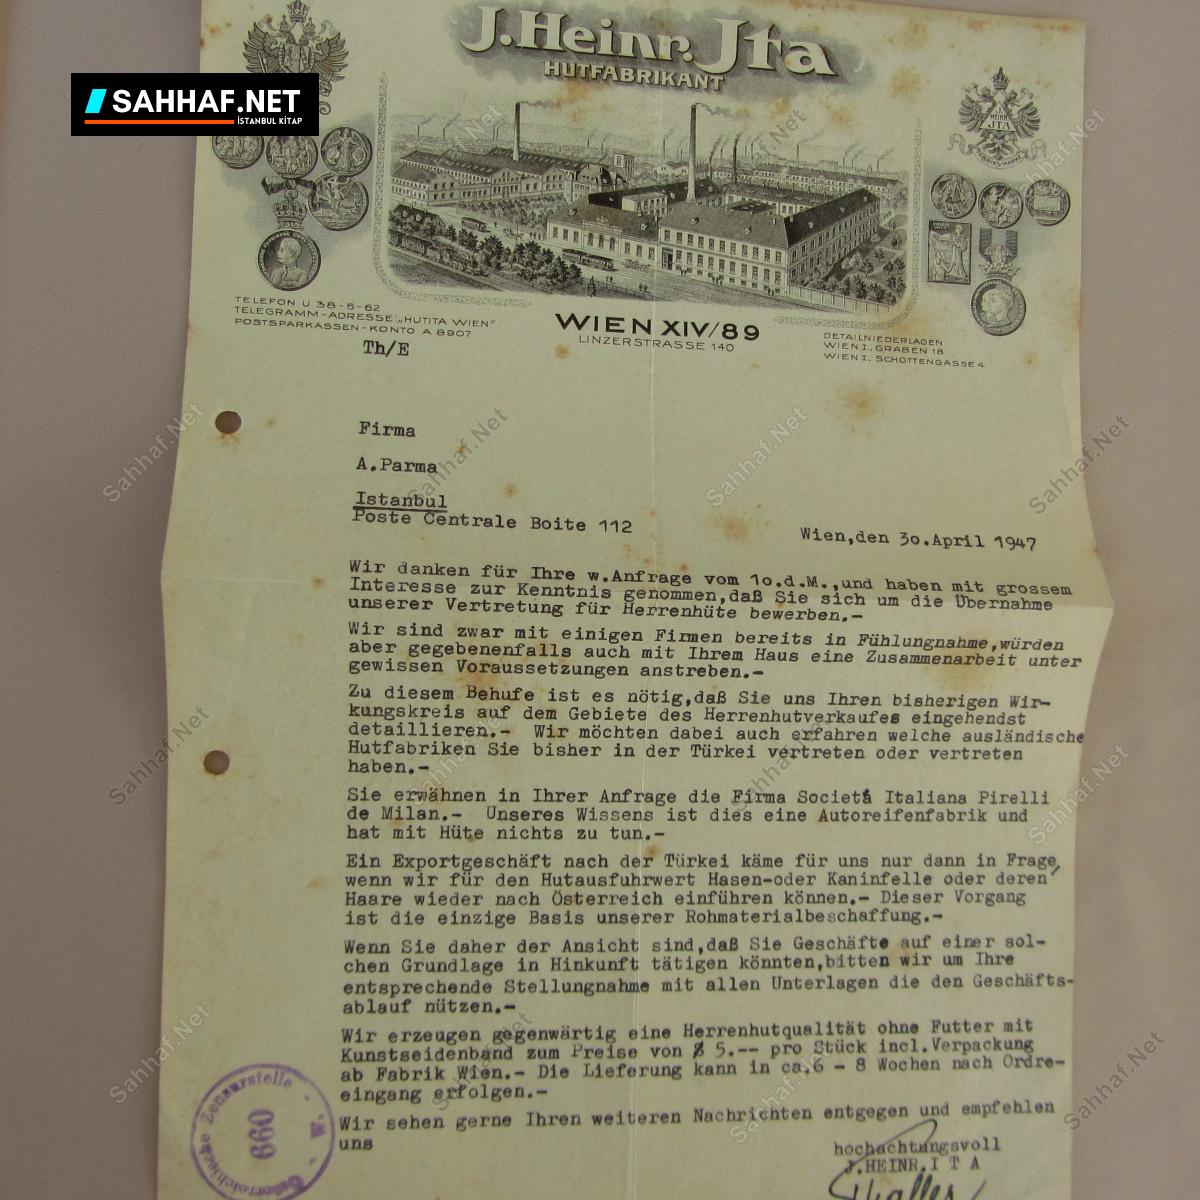 SAHHAF.NET
İSTANBUL KİTAP
J. Heinr. Jta
HUTFABRIKANT
HEINR.
JTA
TELEFON U 38-5-62
TELEGRAMM-ADRESSE: „HUTITA WIEN"
POSTSPARKASSEN-KONTO A 8907
WIEN XIV/89
LINZERSTRASSE 140
DETAILNIEDERLAGEN:
WIEN I., GRABEN 18
WIEN I., SCHOTTENGASSE 4
Th/E
Firma
A.Parma
Istanbul
Poste Centrale Boite 112
Wien,den 3o.April 1947
Wir danken für Ihre w.Anfrage vom 1o.d.M.,und haben mit grossem
Interesse zur Kenntnis genommen,daß Sie sich um die Übernahme
unserer Vertretung für Herrenhüte bewerben.-
Wir sind zwar mit einigen Firmen bereits in Fühlungnahme,würden
aber gegebenenfalls auch mit Ihrem Haus eine Zusammenarbeit unter
gewissen Voraussetzungen anstreben.-
Zu diesem Behufe ist es nötig,daß Sie uns Ihren bisherigen Wir-
kungskreis auf dem Gebiete des Herrenhutverkaufes eingehendst
detaillieren.- Wir möchten dabei auch erfahren welche ausländische
Hutfabriken Sie bisher in der Türkei vertreten oder vertreten
haben.-
Sie erwähnen in Ihrer Anfrage die Firma Societá Italiana Pirelli
de Milan.- Unseres Wissens ist dies eine Autoreifenfabrik und
hat mit Hüte nichts zu tun.-
Ein Exportgeschäft nach der Türkei käme für uns nur dann in Frage,
wenn wir für den Hutausfuhrwert Hasen-oder Kaninfelle oder deren
Haare wieder nach Österreich einführen können.- Dieser Vorgang
ist die einzige Basis unserer Rohmaterialbeschaffung.-
Wenn Sie daher der Ansicht sind,daß Sie Geschäfte auf einer sol-
chen Grundlage in Hinkunft tätigen könnten,bitten wir um Ihre
entsprechende Stellungnahme mit allen Unterlagen die den Geschäfts-
ablauf nützen.-
Wir erzeugen gegenwärtig eine Herrenhutqualität ohne Futter mit
Kunstseidenband zum Preise von $ 5.-- pro Stück incl.Verpackung
ab Fabrik Wien.- Die Lieferung kann in ca.6 - 8 Wochen nach Ordre-
eingang erfolgen.-
Wir sehen gerne Ihren weiteren Nachrichten entgegen und empfehlen
uns
hochachtungsvoll
J.HEINR.I T A
Österreichische Zensurstelle
660